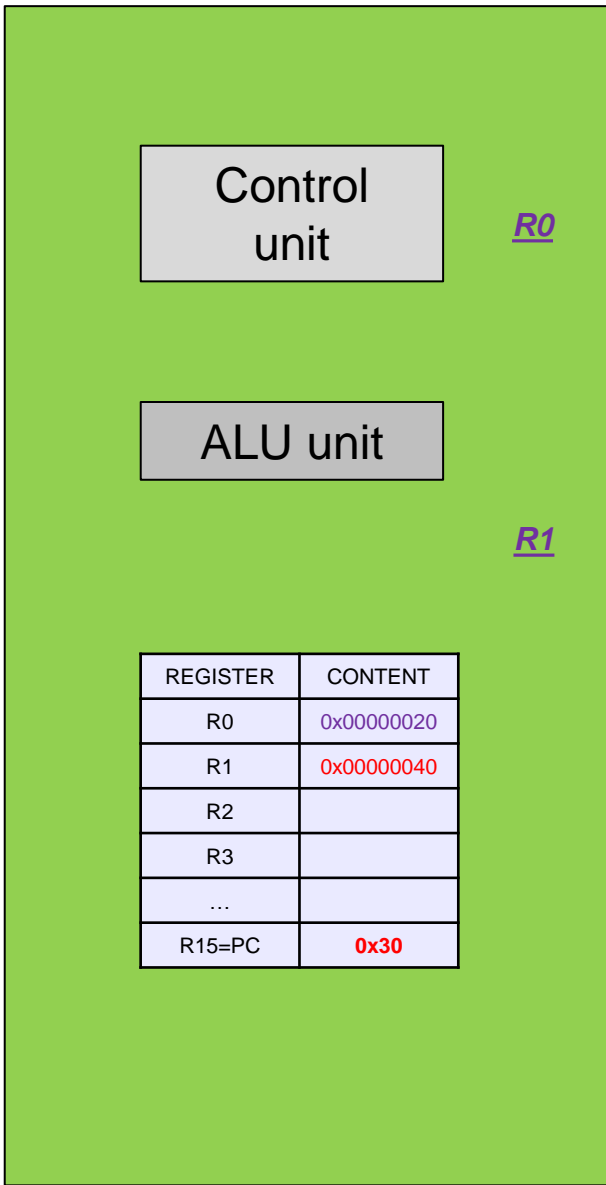 Control
unit
R0
ALU unit
R1
REGISTER CONTENT
R0 0x00000020
R1 0x00000040
R2
R3
…
R15=PC 0x30